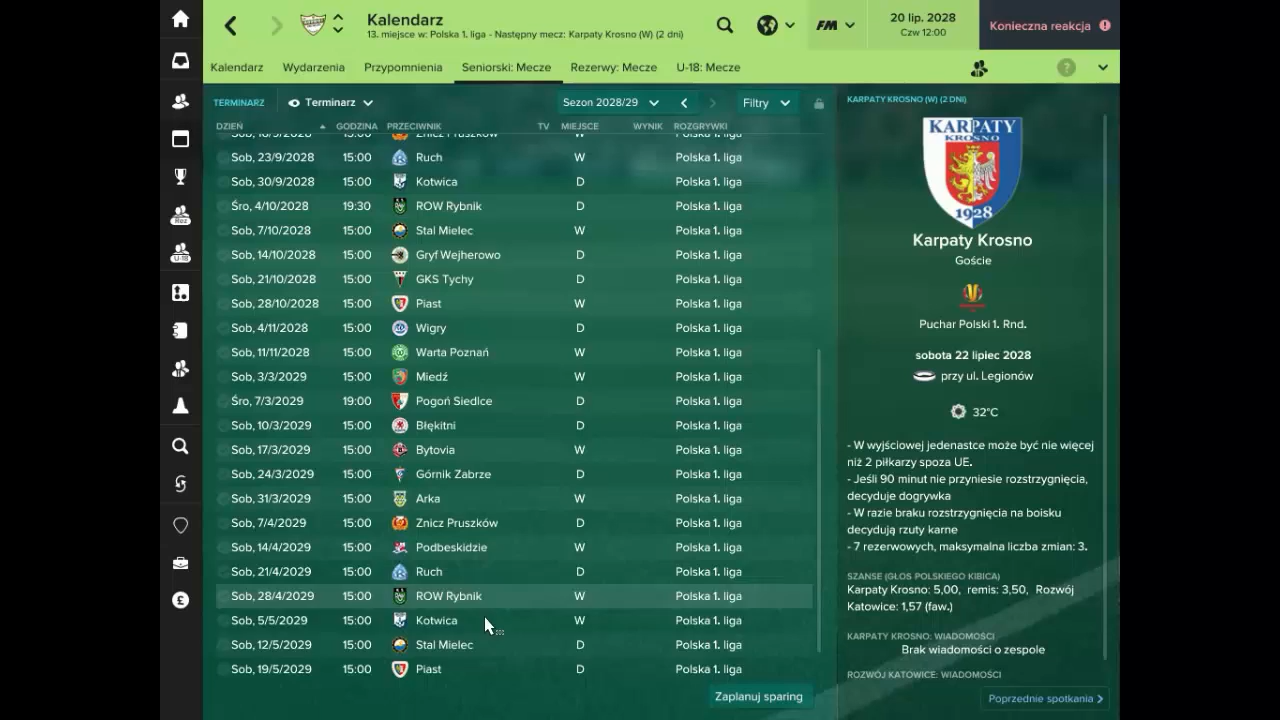 Kalendarz
13. miejsce w: Polska 1. liga - Następny mecz: Karpaty Krosno (W) (2 dni)
FM
20 lip. 2028
Czw 12:00
Konieczna reakcja
Kalendarz Wydarzenia Przypomnienia Seniorski: Mecze Rezerwy: Mecze U-18: Mecze
TERMINARZ Terminarz Sezon 2028/29 Filtry
DZIEŃ GODZINA PRZECIWNIK TV MIEJSCE WYNIK ROZGRYWKI
Sob, 16/9/2028 15:00 Znicz Pruszków W Polska 1. liga
Sob, 23/9/2028 15:00 Ruch W Polska 1. liga
Sob, 30/9/2028 15:00 Kotwica D Polska 1. liga
Śro, 4/10/2028 19:30 ROW Rybnik D Polska 1. liga
Sob, 7/10/2028 15:00 Stal Mielec W Polska 1. liga
Sob, 14/10/2028 15:00 Gryf Wejherowo D Polska 1. liga
Sob, 21/10/2028 15:00 GKS Tychy D Polska 1. liga
Sob, 28/10/2028 15:00 Piast W Polska 1. liga
Sob, 4/11/2028 15:00 Wigry D Polska 1. liga
Sob, 11/11/2028 15:00 Warta Poznań W Polska 1. liga
Sob, 3/3/2029 15:00 Miedź W Polska 1. liga
Śro, 7/3/2029 19:00 Pogoń Siedlce D Polska 1. liga
Sob, 10/3/2029 15:00 Błękitni D Polska 1. liga
Sob, 17/3/2029 15:00 Bytovia W Polska 1. liga
Sob, 24/3/2029 15:00 Górnik Zabrze D Polska 1. liga
Sob, 31/3/2029 15:00 Arka W Polska 1. liga
Sob, 7/4/2029 15:00 Znicz Pruszków D Polska 1. liga
Sob, 14/4/2029 15:00 Podbeskidzie W Polska 1. liga
Sob, 21/4/2029 15:00 Ruch D Polska 1. liga
Sob, 28/4/2029 15:00 ROW Rybnik W Polska 1. liga
Sob, 5/5/2029 15:00 Kotwica W Polska 1. liga
Sob, 12/5/2029 15:00 Stal Mielec D Polska 1. liga
Sob, 19/5/2029 15:00 Piast D Polska 1. liga
Zaplanuj sparing
Rez
U-18
KARPATY KROSNO (W) (2 DNI)
KARPATY
KROSNO
1928
Karpaty Krosno
Goście
Puchar Polski 1. Rnd.
sobota 22 lipiec 2028
przy ul. Legionów
32°C
- W wyjściowej jedenastce może być nie więcej
niż 2 piłkarzy spoza UE.
- Jeśli 90 minut nie przyniesie rozstrzygnięcia,
decyduje dogrywka
- W razie braku rozstrzygnięcia na boisku
decydują rzuty karne
- 7 rezerwowych, maksymalna liczba zmian: 3.
SZANSE (GŁOS POLSKIEGO KIBICA)
Karpaty Krosno: 5,00, remis: 3,50, Rozwój
Katowice: 1,57 (faw.)
KARPATY KROSNO: WIADOMOŚCI
Brak wiadomości o zespole
ROZWÓJ KATOWICE: WIADOMOŚCI
Poprzednie spotkania